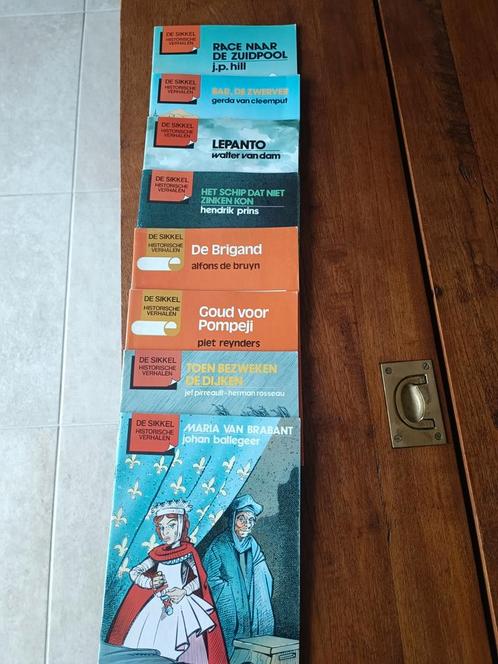 DE SIKKEL
HISTORISCHE
VERHALEN
RACE NAAR
DE ZUIDPOOL
j.p. hill
DE SIKKEL
HISTORISCHE
VERHALEN
BAR, DE ZWERVER
gerda van cleemput
DE SIKKEL
HISTORISCHE
VERHALEN
LEPANTO
walter van dam
DE SIKKEL
HISTORISCHE
VERHALEN
HET SCHIP DAT NIET
ZINKEN KON
hendrik prins
DE SIKKEL
HISTORISCHE
VERHALEN
De Brigand
alfons de bruyn
DE SIKKEL
HISTORISCHE
VERHALEN
Goud voor
Pompeji
piet reynders
DE SIKKEL
HISTORISCHE
VERHALEN
TOEN BEZWEKEN
DE DIJKEN
jef pirreault - herman rosseau
DE SIKKEL
HISTORISCHE
VERHALEN
MARIA VAN BRABANT
johan ballegeer